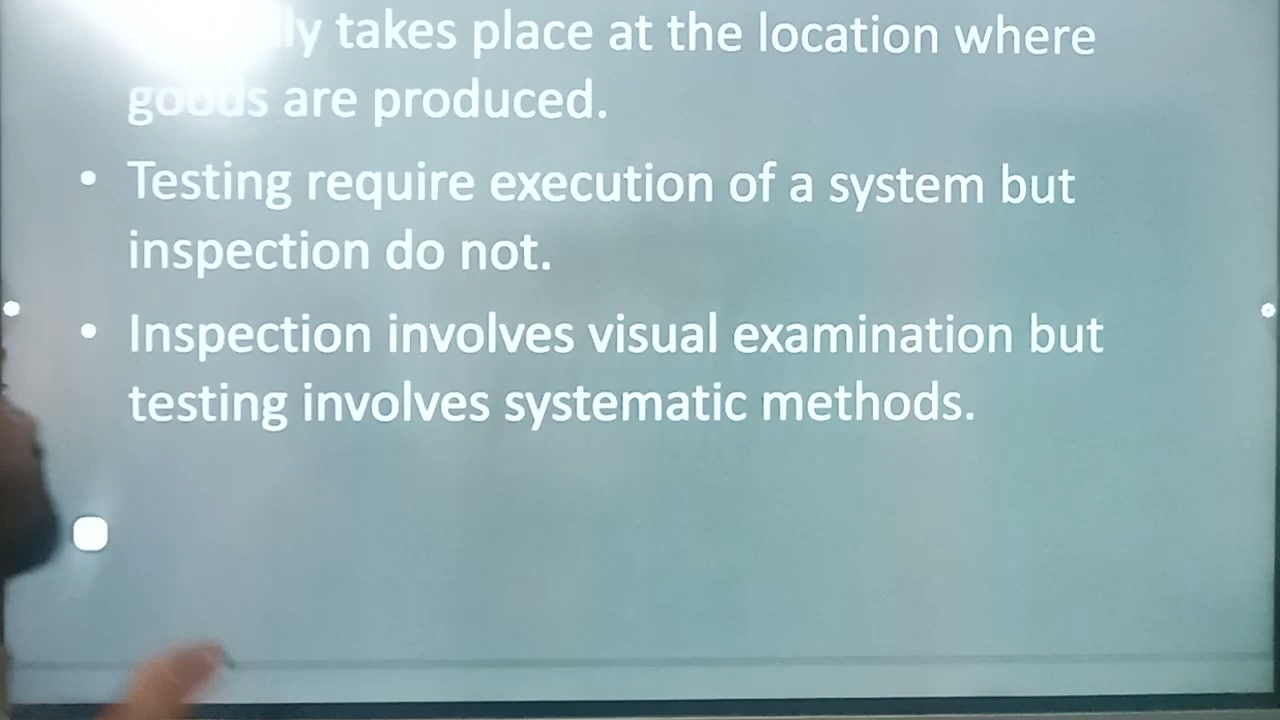 takes place at the location where
goods are produced.
• Testing require execution of a system but
inspection do not.
• Inspection involves visual examination but
testing involves systematic methods.